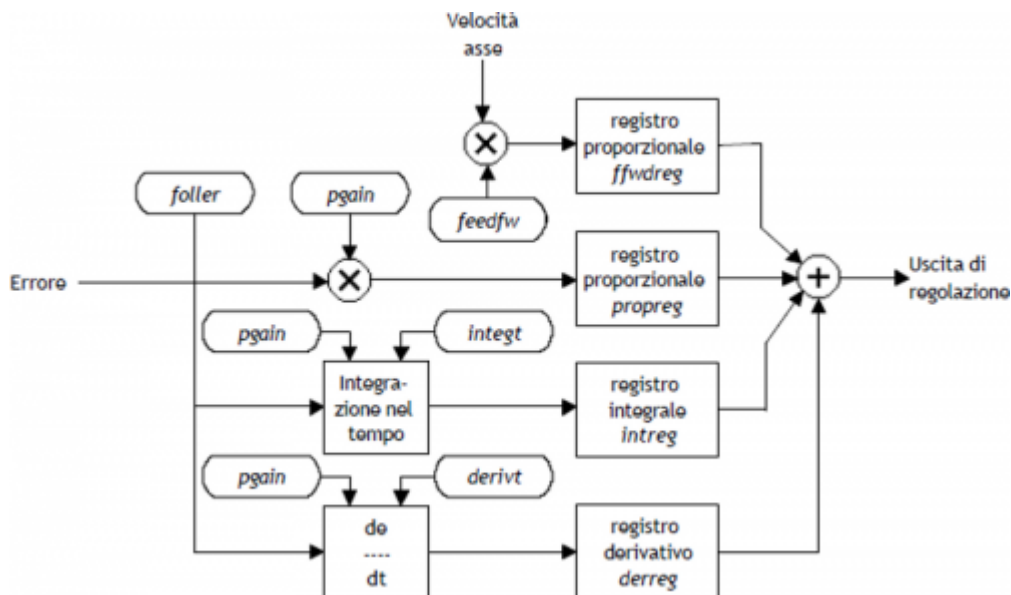 Velocità
asse
registro
proporzionale
ffwdreg
foller
pgain
feedfw
Errore
registro
proporzionale
propreg
Uscita di
regolazione
pgain
integt
Integra-
zione nel
tempo
registro
integrale
intreg
pgain
derivt
de
----
dt
registro
derivativo
derreg